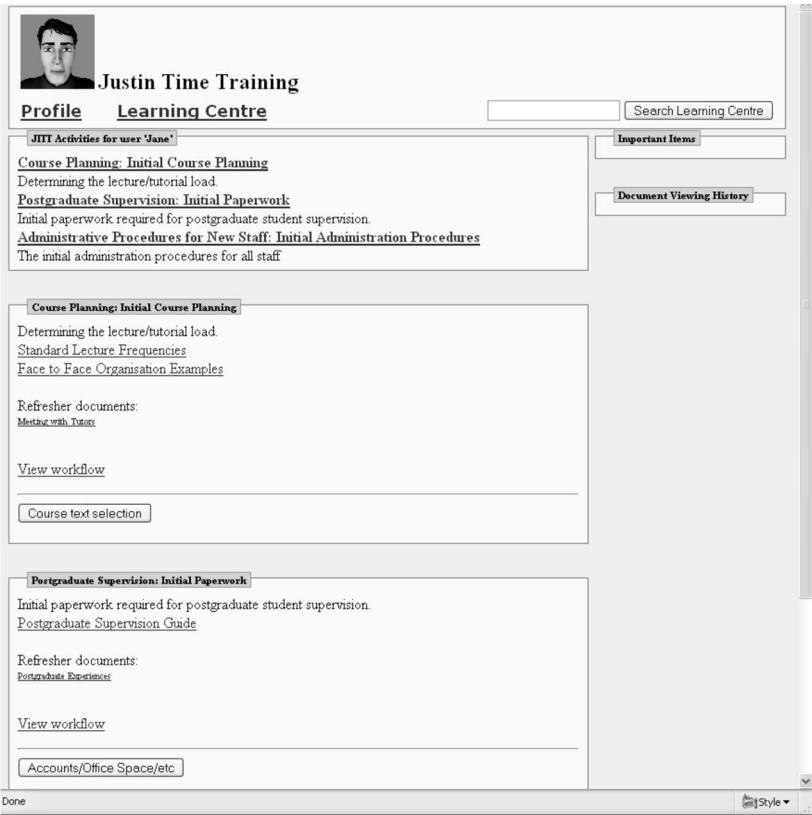 Justin Time Training
Profile Learning Centre
Search Learning Centre
JITT Activities for user 'Jane'
Course Planning: Initial Course Planning
Determining the lecture/tutorial load.
Postgraduate Supervision: Initial Paperwork
Initial paperwork required for postgraduate student supervision.
Administrative Procedures for New Staff: Initial Administration Procedures
The initial administration procedures for all staff
Important Items
Document Viewing History
Course Planning: Initial Course Planning
Determining the lecture/tutorial load.
Standard Lecture Frequencies
Face to Face Organisation Examples
Refresher documents:
Meeting with Tutors
View workflow
Course text selection
Postgraduate Supervision: Initial Paperwork
Initial paperwork required for postgraduate student supervision.
Postgraduate Supervision Guide
Refresher documents:
Postgraduate Experiences
View workflow
Accounts/Office Space/etc
Done
Style